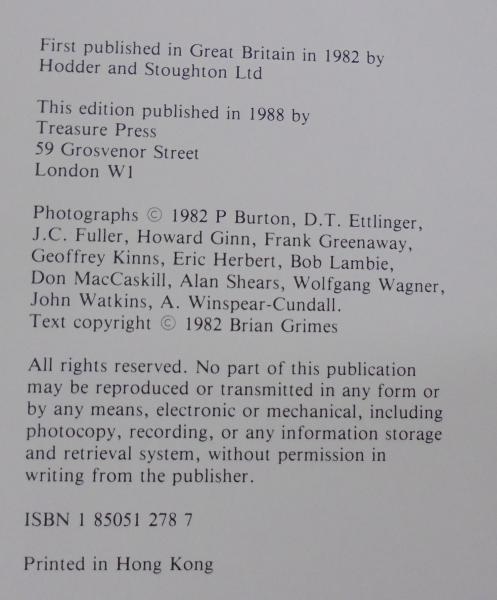 First published in Great Britain in 1982 by
Hodder and Stoughton Ltd
This edition published in 1988 by
Treasure Press
59 Grosvenor Street
London W1
Photographs © 1982 P Burton, D.T. Ettlinger,
J.C. Fuller, Howard Ginn, Frank Greenaway,
Geoffrey Kinns, Eric Herbert, Bob Lambie,
Don MacCaskill, Alan Shears, Wolfgang Wagner,
John Watkins, A. Winspear-Cundall.
Text copyright © 1982 Brian Grimes
All rights reserved. No part of this publication
may be reproduced or transmitted in any form or
by any means, electronic or mechanical, including
photocopy, recording, or any information storage
and retrieval system, without permission in
writing from the publisher.
ISBN 1 85051 278 7
Printed in Hong Kong